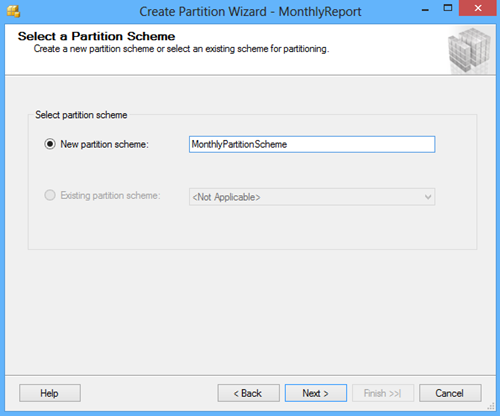 Create Partition Wizard - MonthlyReport
Select a Partition Scheme
Create a new partition scheme or select an existing scheme for partitioning.
Select partition scheme
New partition scheme: MonthlyPartitionScheme
Existing partition scheme: <Not Applicable>
Help < Back Next > Finish >>| Cancel